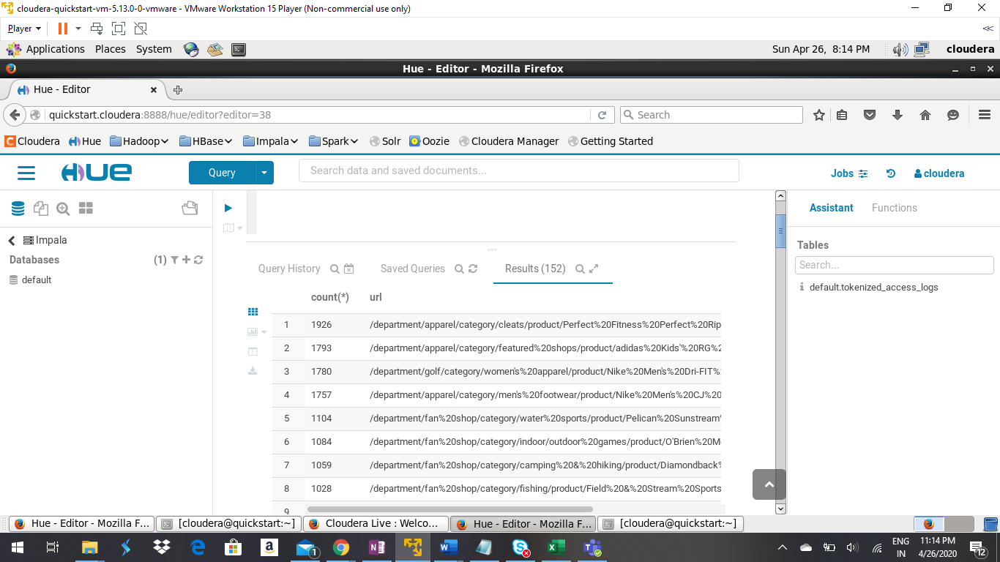 cloudera-quickstart-vm-5.13.0-0-vmware - VMware Workstation 15 Player (Non-commercial use only)
Player
Applications Places System Sun Apr 26, 8:14 PM cloudera
Hue - Editor - Mozilla Firefox
Hue - Editor
quickstart.cloudera:8888/hue/editor?editor=38 Search
Cloudera Hue Hadoop HBase Impala Spark Solr Oozie Cloudera Manager Getting Started
HUE Query Search data and saved documents... Jobs cloudera
Assistant Functions
Impala
Databases (1)
default
Query History Saved Queries Results (152)
Tables
Search...
default.tokenized_access_logs
count(*) url
1 1926 /department/apparel/category/cleats/product/Perfect%20Fitness%20Perfect%20Rip
2 1793 /department/apparel/category/featured%20shops/product/adidas%20Kids'%20RG%2
3 1780 /department/golf/category/women's%20apparel/product/Nike%20Men's%20Dri-FIT%
4 1757 /department/apparel/category/men's%20footwear/product/Nike%20Men's%20CJ%20
5 1104 /department/fan%20shop/category/water%20sports/product/Pelican%20Sunstream%
6 1084 /department/fan%20shop/category/indoor/outdoor%20games/product/O'Brien%20M
7 1059 /department/fan%20shop/category/camping%20&%20hiking/product/Diamondback%
8 1028 /department/fan%20shop/category/fishing/product/Field%20&%20Stream%20Sports
9
Hue - Editor - Mozilla F... [cloudera@quickstart:~] Cloudera Live : Welco... Hue - Editor - Mozilla F... [cloudera@quickstart:~]
ENG 11:14 PM
IN 4/26/2020 12